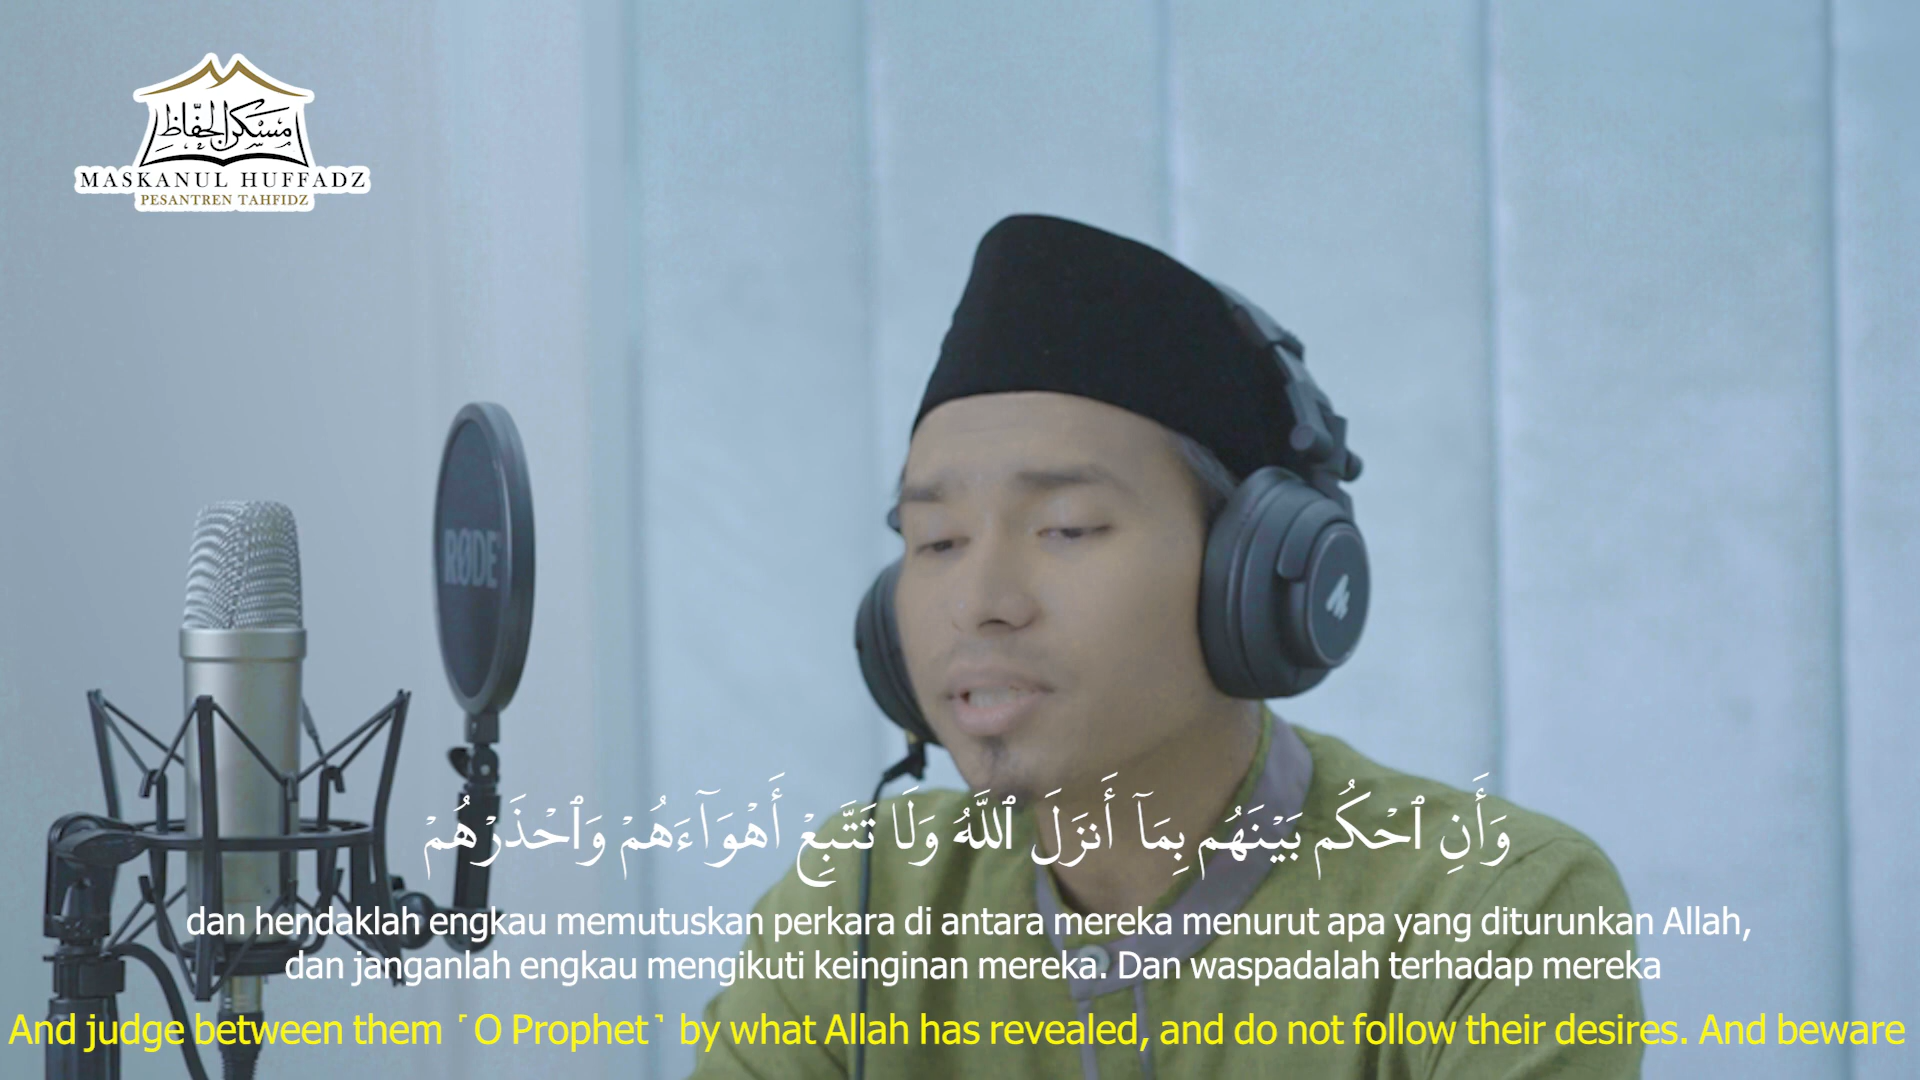 مسكن الحفاظ
MASKANUL HUFFADZ
PESANTREN TAHFIDZ
RØDE
وَأَنِ ٱحْكُم بَيْنَهُم بِمَآ أَنزَلَ ٱللَّهُ وَلَا تَتَّبِعْ أَهْوَآءَهُمْ وَٱحْذَرْهُمْ
dan hendaklah engkau memutuskan perkara di antara mereka menurut apa yang diturunkan Allah,
dan janganlah engkau mengikuti keinginan mereka. Dan waspadalah terhadap mereka
And judge between them ˹O Prophet˺ by what Allah has revealed, and do not follow their desires. And beware